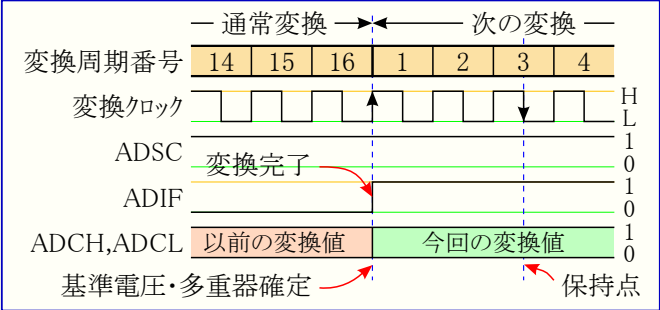 通常変換 次の変換
変換周期番号 14 15 16 1 2 3 4
変換クロック H L
ADSC 1 0
変換完了
ADIF 1 0
ADCH,ADCL 以前の変換値 今回の変換値 1 0
基準電圧・多重器確定 保持点